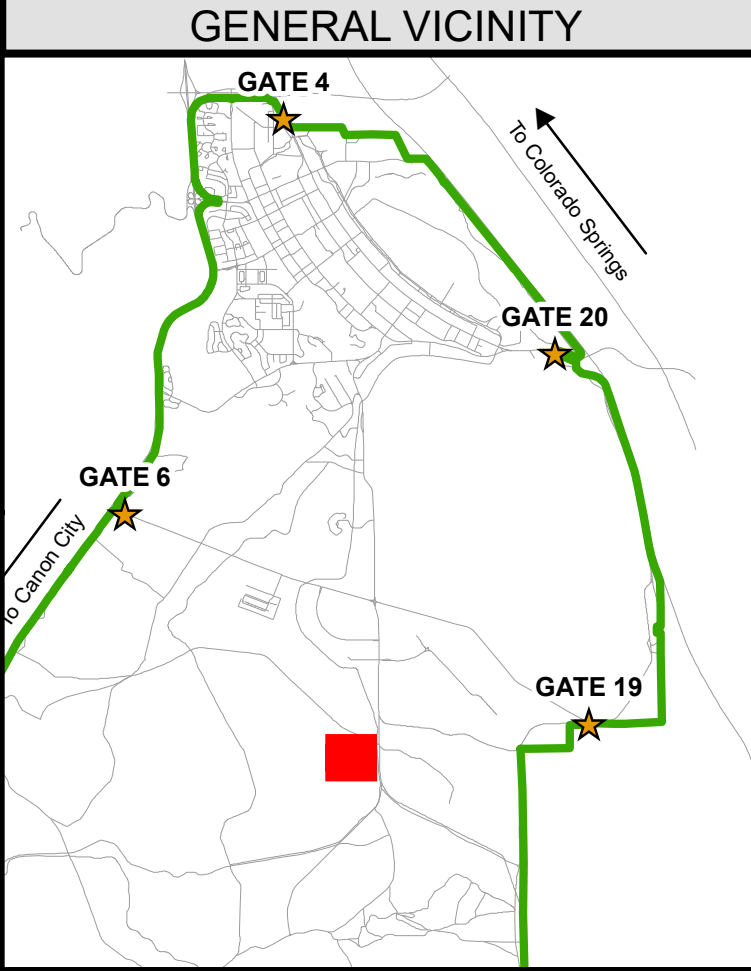 GENERAL VICINITY
GATE 4
To Colorado Springs
GATE 20
GATE 6
To Canon City
GATE 19